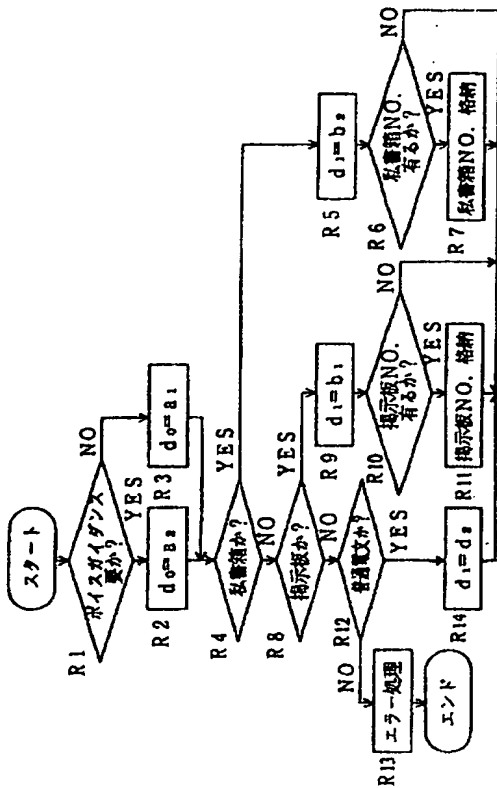 スタート
R1
ボイスガイダンス
要か?
NO
YES
R2
d₀=a₂
R3
d₀=a₁
R4
私書箱か?
YES
NO
R5
d₁=b₂
R6
私書箱NO.
有るか?
NO
YES
R7
私書箱NO. 格納
R8
掲示板か?
YES
NO
R9
d₁=b₁
R10
掲示板NO.
有るか?
NO
YES
R11
掲示板NO. 格納
R12
普通電文か?
NO
YES
R13
エラー処理
エンド
R14
d₁=d₂